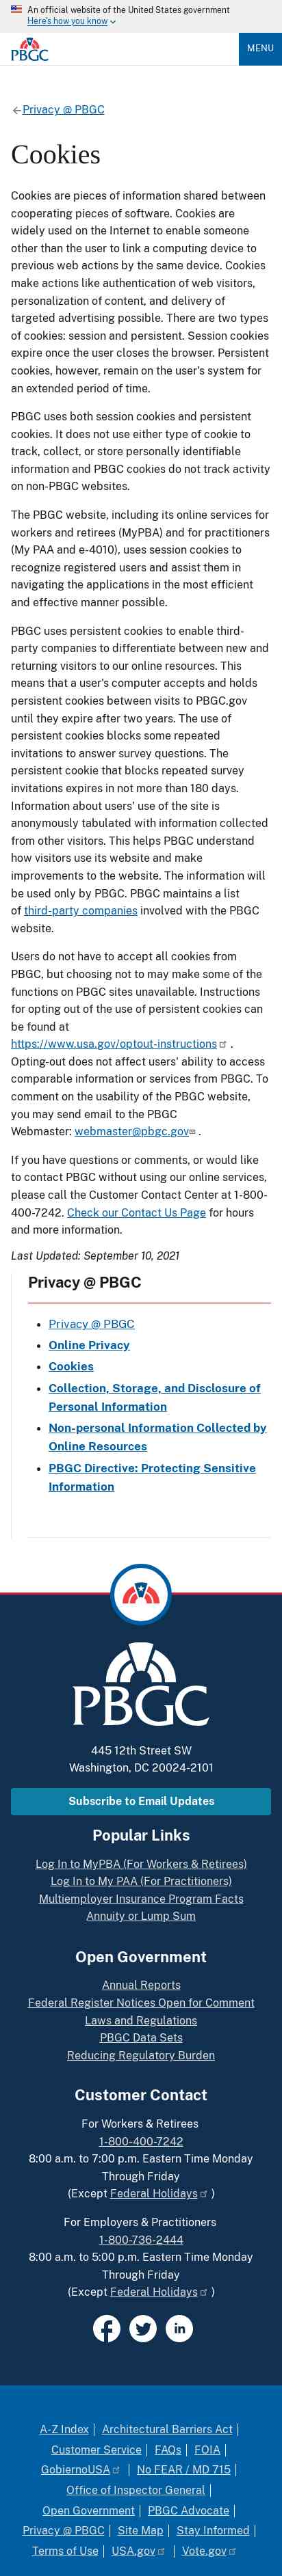 An official website of the United States government
Here's how you know
PBGC
MENU
Privacy @ PBGC
Cookies
Cookies are pieces of information shared between
cooperating pieces of software. Cookies are
widely used on the Internet to enable someone
other than the user to link a computing device to
previous web actions by the same device. Cookies
make actions like authentication of web visitors,
personalization of content, and delivery of
targeted advertising possible. There are two types
of cookies: session and persistent. Session cookies
expire once the user closes the browser. Persistent
cookies, however, remain on the user's system for
an extended period of time.
PBGC uses both session cookies and persistent
cookies. It does not use either type of cookie to
track, collect, or store personally identifiable
information and PBGC cookies do not track activity
on non-PBGC websites.
The PBGC website, including its online services for
workers and retirees (MyPBA) and for practitioners
(My PAA and e-4010), uses session cookies to
recognize registered users and assist them in
navigating the applications in the most efficient
and effective manner possible.
PBGC uses persistent cookies to enable third-
party companies to differentiate between new and
returning visitors to our online resources. This
means that a user's computer holds these
persistent cookies between visits to PBGC.gov
until they expire after two years. The use of
persistent cookies blocks some repeated
invitations to answer survey questions. The
persistent cookie that blocks repeated survey
invitations expires in not more than 180 days.
Information about users' use of the site is
anonymously tabulated with information collected
from other visitors. This helps PBGC understand
how visitors use its website and make
improvements to the website. The information will
be used only by PBGC. PBGC maintains a list
of third-party companies involved with the PBGC
website.
Users do not have to accept all cookies from
PBGC, but choosing not to may make some of the
functions on PBGC sites unavailable. Instructions
for opting out of the use of persistent cookies can
be found at
https://www.usa.gov/optout-instructions .
Opting-out does not affect users' ability to access
comparable information or services from PBGC. To
comment on the usability of the PBGC website,
you may send email to the PBGC
Webmaster: webmaster@pbgc.gov .
If you have questions or comments, or would like
to contact PBGC without using our online services,
please call the Customer Contact Center at 1-800-
400-7242. Check our Contact Us Page for hours
and more information.
Last Updated: September 10, 2021
Privacy @ PBGC
Privacy @ PBGC
Online Privacy
Cookies
Collection, Storage, and Disclosure of
Personal Information
Non-personal Information Collected by
Online Resources
PBGC Directive: Protecting Sensitive
Information
PBGC
445 12th Street SW
Washington, DC 20024-2101
Subscribe to Email Updates
Popular Links
Log In to MyPBA (For Workers & Retirees)
Log In to My PAA (For Practitioners)
Multiemployer Insurance Program Facts
Annuity or Lump Sum
Open Government
Annual Reports
Federal Register Notices Open for Comment
Laws and Regulations
PBGC Data Sets
Reducing Regulatory Burden
Customer Contact
For Workers & Retirees
1-800-400-7242
8:00 a.m. to 7:00 p.m. Eastern Time Monday
Through Friday
(Except Federal Holidays )
For Employers & Practitioners
1-800-736-2444
8:00 a.m. to 5:00 p.m. Eastern Time Monday
Through Friday
(Except Federal Holidays )
in
A-Z Index | Architectural Barriers Act |
Customer Service | FAQs | FOIA |
GobiernoUSA | No FEAR / MED 715 |
Office of Inspector General |
Open Government | PBGC Advocate |
Privacy @ PBGC | Site Map | Stay Informed |
Terms of Use | USA.gov | Vote.gov